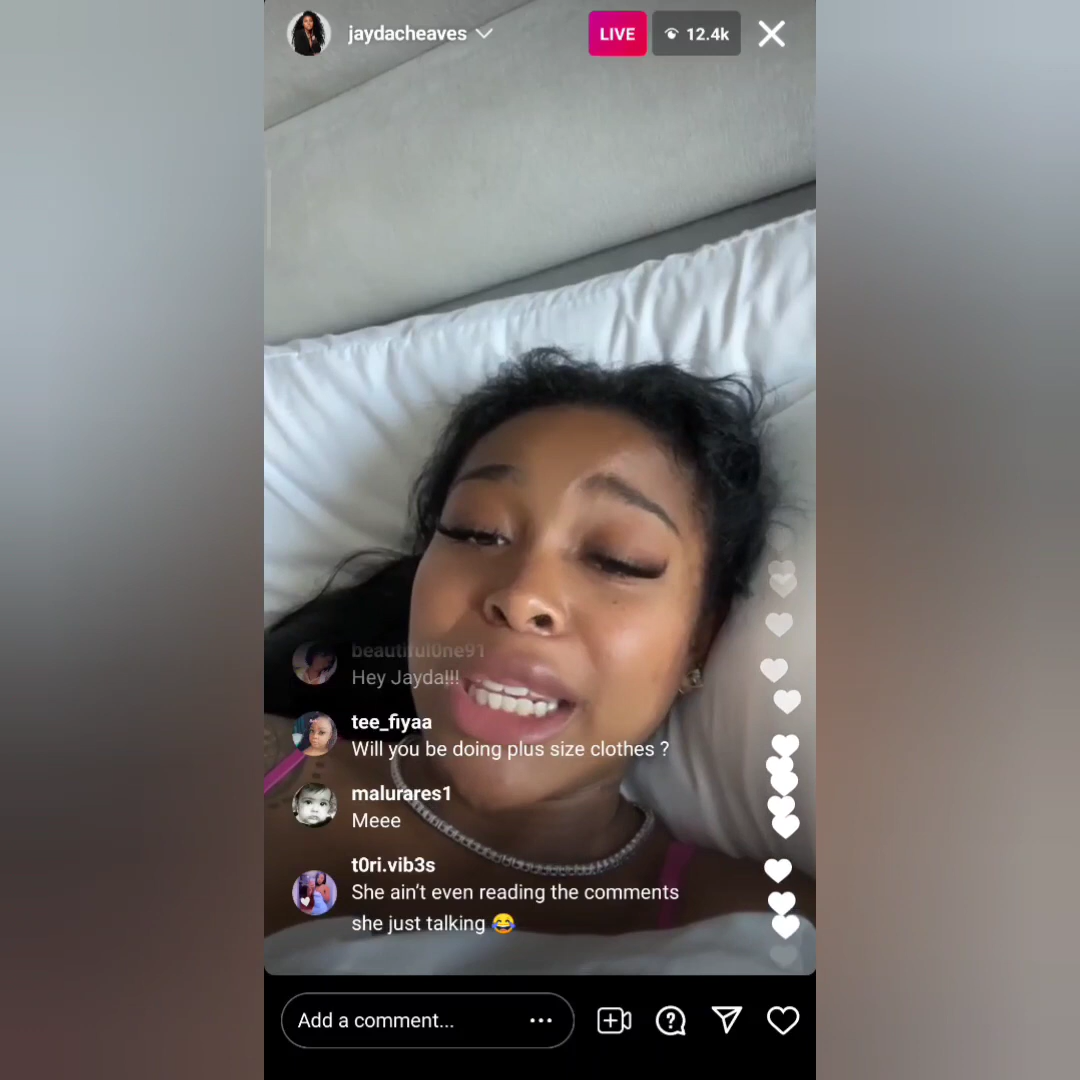 jaydacheaves
LIVE
12.4k
beautiful0ne91
Hey Jayda!!!
tee_fiyaa
Will you be doing plus size clothes ?
malurares1
Meee
t0ri.vib3s
She ain't even reading the comments
she just talking 😂
Add a comment...